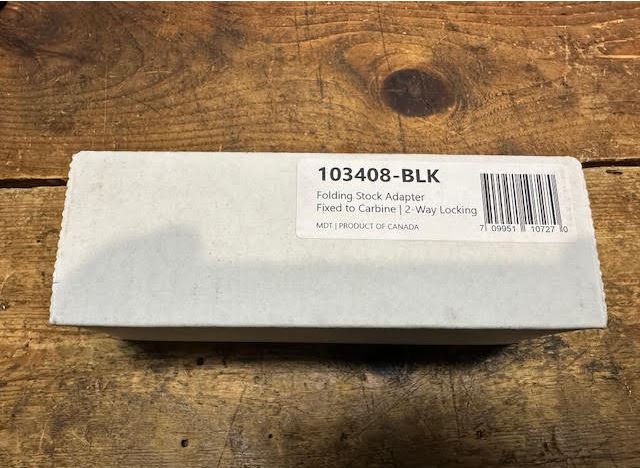 103408-BLK
Folding Stock Adapter
Fixed to Carbine | 2-Way Locking
MDT | PRODUCT OF CANADA
7 09951 10727 0